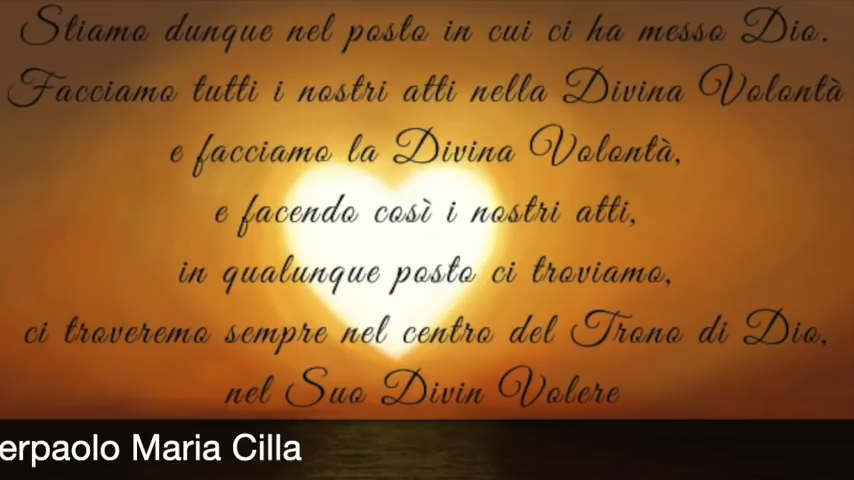 Stiamo dunque nel posto in cui ci ha messo Dio.
Facciamo tutti i nostri atti nella Divina Volontà
e facciamo la Divina Volontà,
e facendo così i nostri atti,
in qualunque posto ci troviamo,
ci troveremo sempre nel centro del Trono di Dio,
nel Suo Divin Volere
erpaolo Maria Cilla